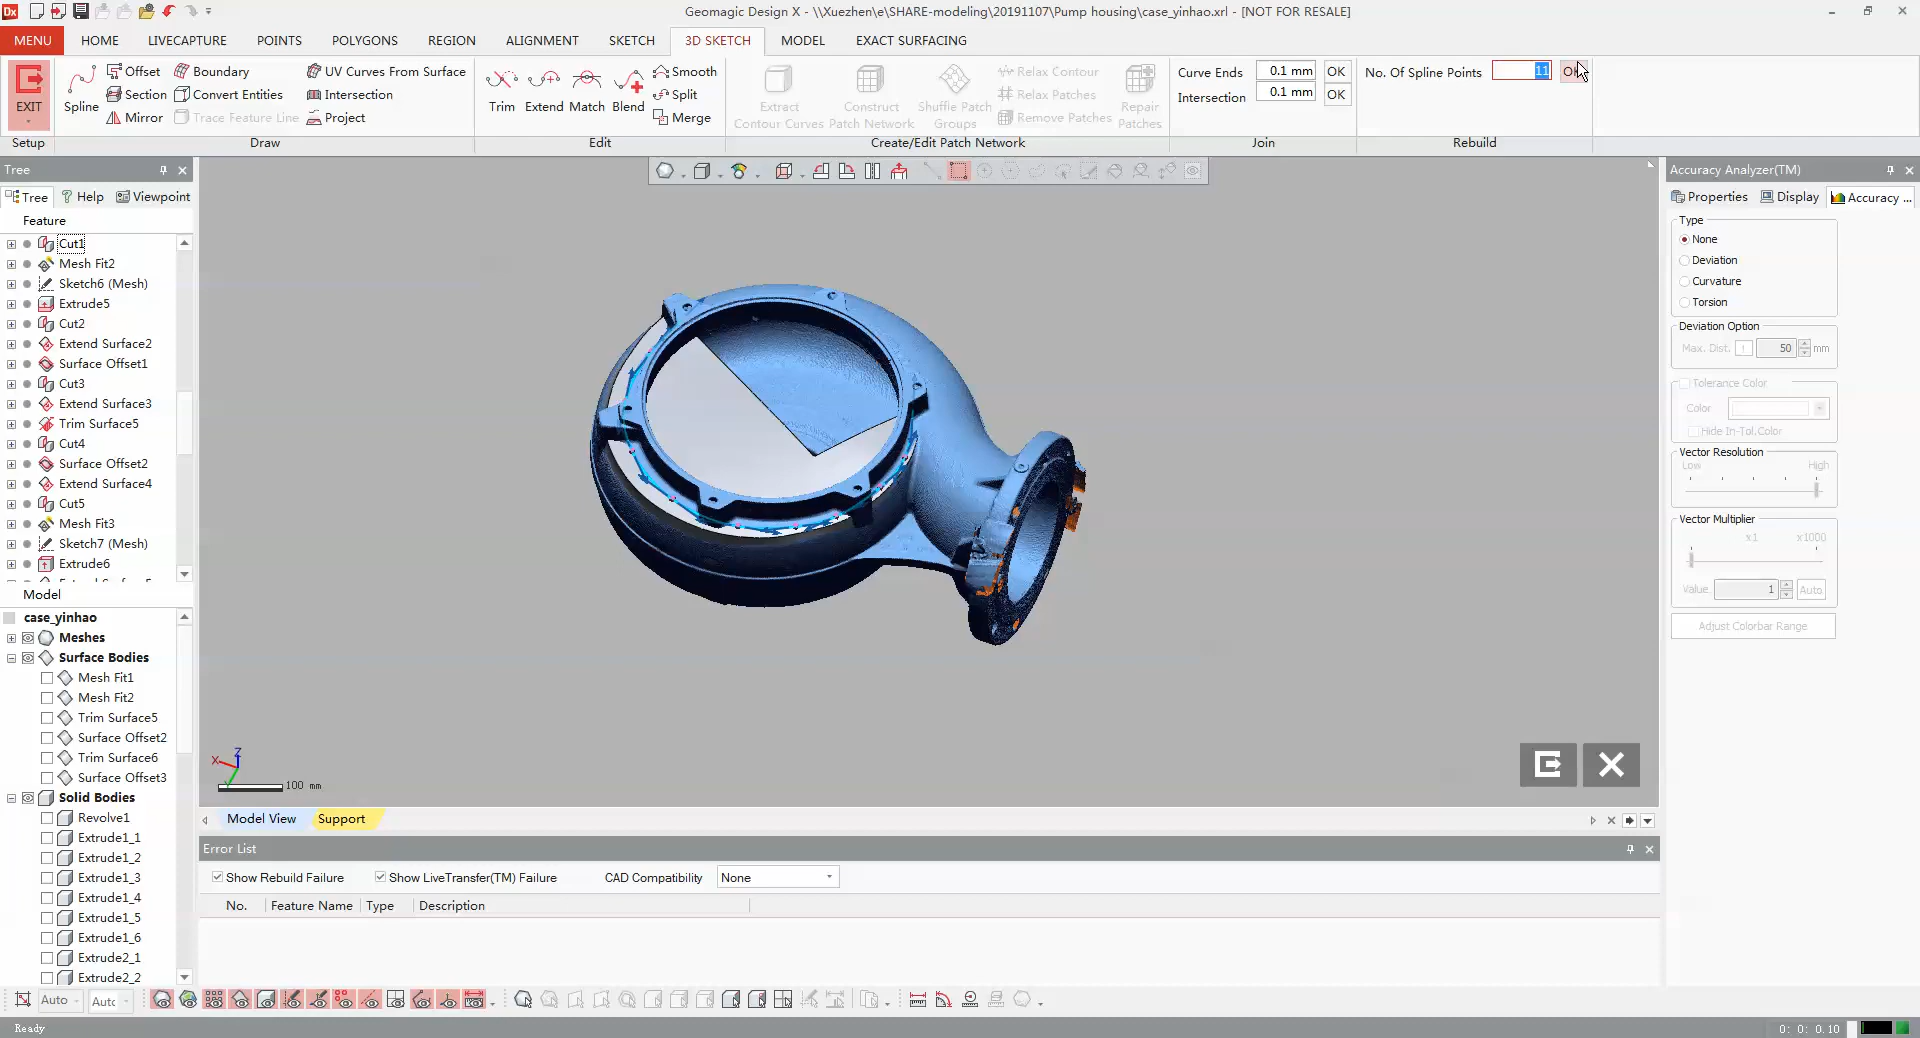 Dx
Geomagic Design X - \\Xuezhen\e\SHARE-modeling\20191107\Pump housing\case_yinhao.xrl - [NOT FOR RESALE]
MENU HOME LIVECAPTURE POINTS POLYGONS REGION ALIGNMENT SKETCH 3D SKETCH MODEL EXACT SURFACING
EXIT
Spline
Offset
Section
Mirror
Boundary
Convert Entities
Trace Feature Line
UV Curves From Surface
Intersection
Project
Trim Extend Match Blend
Smooth
Split
Merge
Extract
Contour Curves
Construct
Patch Network
Shuffle Patch
Groups
Relax Contour
Relax Patches
Remove Patches
Repair
Patches
Curve Ends 0.1 mm OK
Intersection 0.1 mm OK
No. Of Spline Points 11 OK
Setup Draw Edit Create/Edit Patch Network Join Rebuild
Tree
Tree Help Viewpoint
Feature
Cut1
Mesh Fit2
Sketch6 (Mesh)
Extrude5
Cut2
Extend Surface2
Surface Offset1
Cut3
Extend Surface3
Trim Surface5
Cut4
Surface Offset2
Extend Surface4
Cut5
Mesh Fit3
Sketch7 (Mesh)
Extrude6
Model
case_yinhao
Meshes
Surface Bodies
Mesh Fit1
Mesh Fit2
Trim Surface5
Surface Offset2
Trim Surface6
Surface Offset3
Solid Bodies
Revolve1
Extrude1_1
Extrude1_2
Extrude1_3
Extrude1_4
Extrude1_5
Extrude1_6
Extrude2_1
Extrude2_2
X Z
100 mm
Model View Support
Error List
Show Rebuild Failure Show LiveTransfer(TM) Failure CAD Compatibility None
No. Feature Name Type Description
Accuracy Analyzer(TM)
Properties Display Accuracy ...
Type
None
Deviation
Curvature
Torsion
Deviation Option
Max. Dist. ! 50 mm
Tolerance Color
Color
Hide In-Tol.Color
Vector Resolution
Low High
Vector Multiplier
x1 x1000
Value 1 Auto
Adjust Colorbar Range
Auto Auto
Ready 0: 0: 0.10